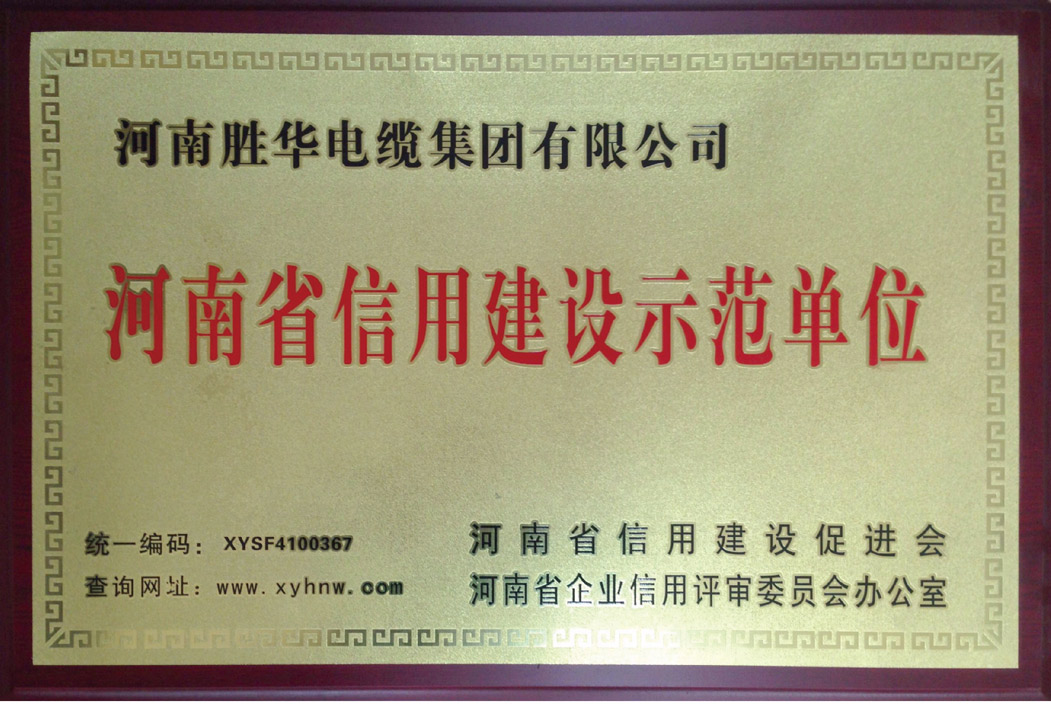 河南胜华电缆集团有限公司
河南省信用建设示范单位
统一编码：XYSF4100367
查询网址：www.xyhnw.com
河南省信用建设促进会
河南省企业信用评审委员会办公室